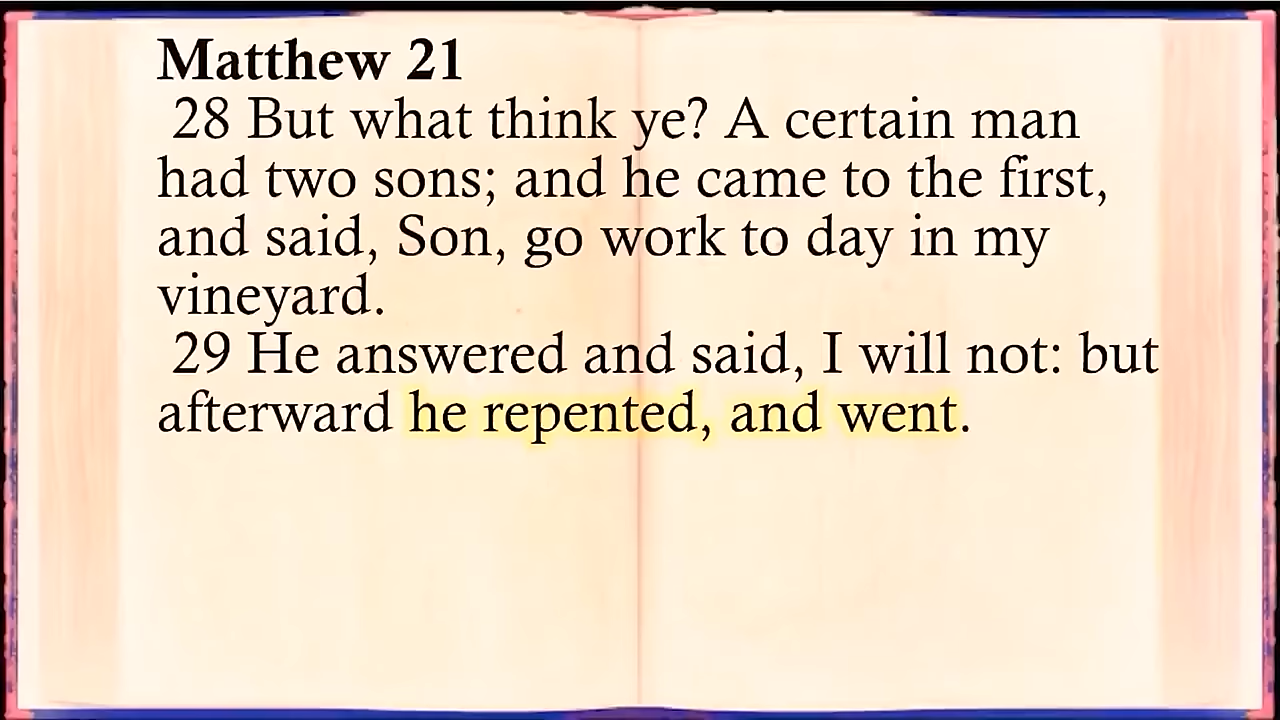 Matthew 21
28 But what think ye? A certain man
had two sons; and he came to the first,
and said, Son, go work to day in my
vineyard.
29 He answered and said, I will not: but
afterward he repented, and went.